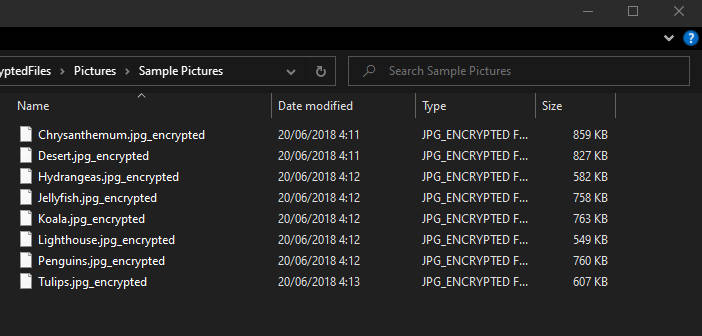 yptedFiles > Pictures > Sample Pictures Search Sample Pictures
Name Date modified Type Size
Chrysanthemum.jpg_encrypted 20/06/2018 4:11 JPG_ENCRYPTED F... 859 KB
Desert.jpg_encrypted 20/06/2018 4:11 JPG_ENCRYPTED F... 827 KB
Hydrangeas.jpg_encrypted 20/06/2018 4:12 JPG_ENCRYPTED F... 582 KB
Jellyfish.jpg_encrypted 20/06/2018 4:12 JPG_ENCRYPTED F... 758 KB
Koala.jpg_encrypted 20/06/2018 4:12 JPG_ENCRYPTED F... 763 KB
Lighthouse.jpg_encrypted 20/06/2018 4:12 JPG_ENCRYPTED F... 549 KB
Penguins.jpg_encrypted 20/06/2018 4:12 JPG_ENCRYPTED F... 760 KB
Tulips.jpg_encrypted 20/06/2018 4:13 JPG_ENCRYPTED F... 607 KB